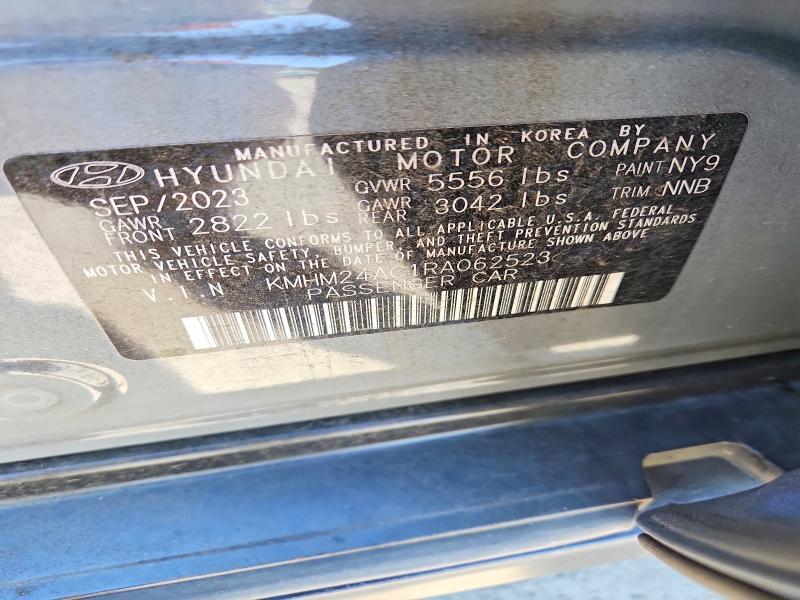 MANUFACTURED IN KOREA BY
HYUNDAI MOTOR COMPANY
SEP/2023 GVWR 5556 lbs PAINT NY9
GAWR FRONT 2822 lbs GAWR REAR 3042 lbs TRIM NNB
THIS VEHICLE CONFORMS TO ALL APPLICABLE U.S.A. FEDERAL
MOTOR VEHICLE SAFETY, BUMPER, AND THEFT PREVENTION STANDARDS
IN EFFECT ON THE DATE OF MANUFACTURE SHOWN ABOVE
V.I.N KMHM24AC1RA062523
PASSENGER CAR